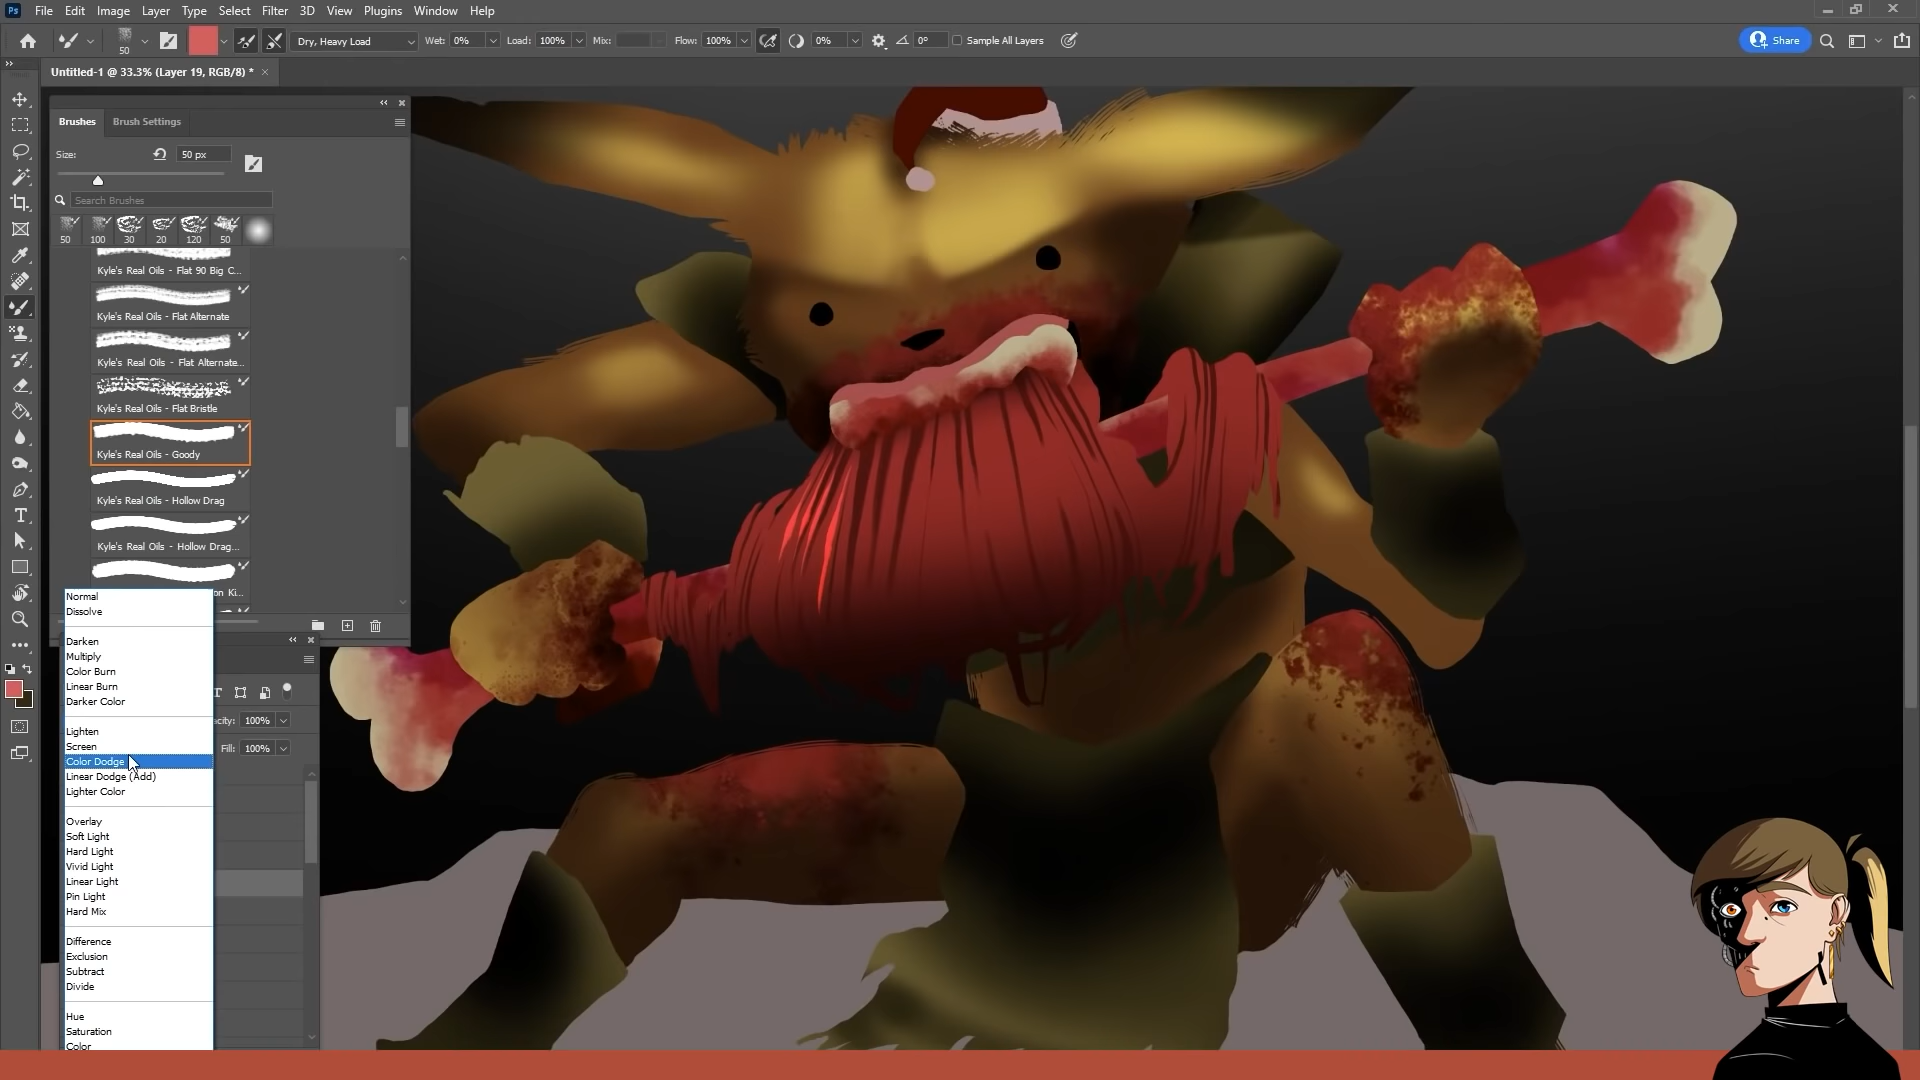 Ps File Edit Image Layer Type Select Filter 3D View Plugins Window Help
50 Dry, Heavy Load Wet: 0% Load: 100% Mix: Flow: 100% 0% 0° Sample All Layers Share
Untitled-1 @ 33.3% (Layer 19, RGB/8) *
Brushes Brush Settings
Size: 50 px
Search Brushes
50 100 30 20 120 50
Kyle's Real Oils - Flat 90 Big C...
Kyle's Real Oils - Flat Alternate
Kyle's Real Oils - Flat Alternate...
Kyle's Real Oils - Flat Bristle
Kyle's Real Oils - Goody
Kyle's Real Oils - Hollow Drag
Kyle's Real Oils - Hollow Drag...
on Ki...
Normal
Dissolve
Darken
Multiply
Color Burn
Linear Burn
Darker Color
acity: 100%
Lighten
Screen
Fill: 100%
Color Dodge
Linear Dodge (Add)
Lighter Color
Overlay
Soft Light
Hard Light
Vivid Light
Linear Light
Pin Light
Hard Mix
Difference
Exclusion
Subtract
Divide
Hue
Saturation
Color